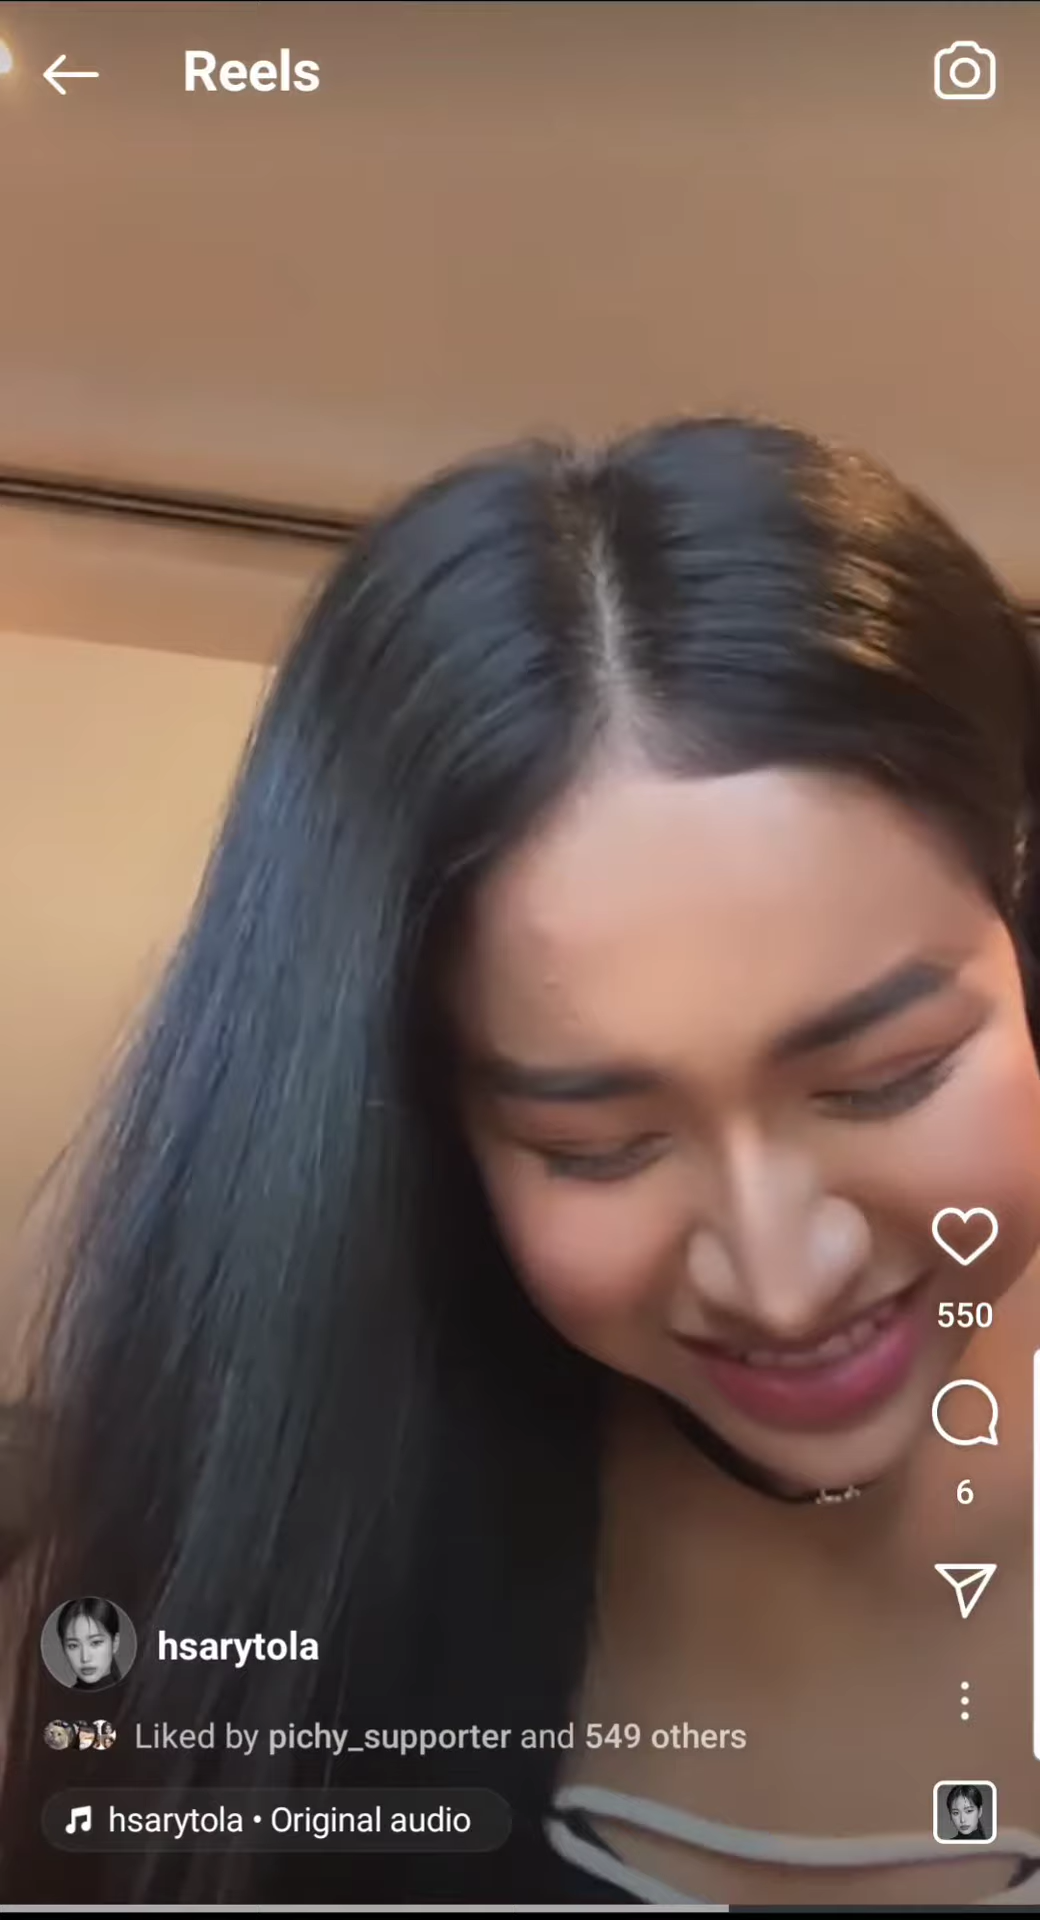 Reels
550
6
hsarytola
Liked by pichy_supporter and 549 others
hsarytola • Original audio